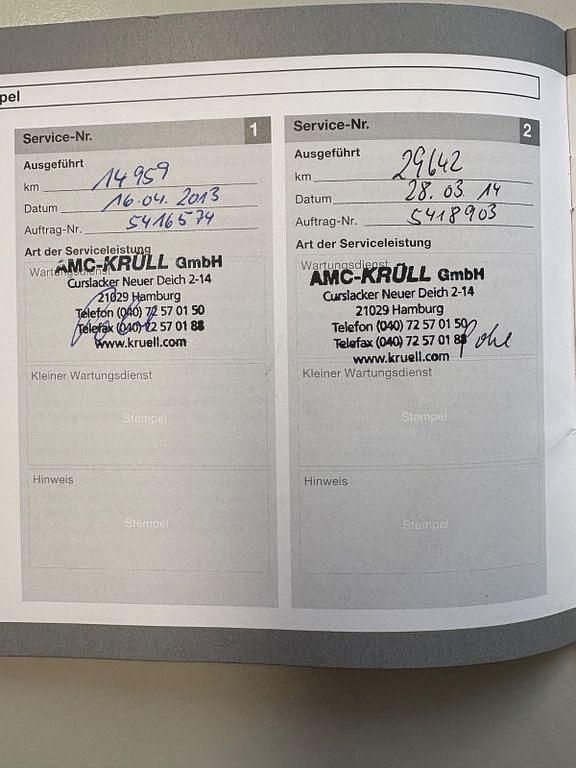 pel
Service-Nr. 1
Ausgeführt
km 14959
Datum 16.04.2013
Auftrag-Nr. 5416574
Art der Serviceleistung
Wartungsdienst
AMC-KRÜLL GmbH
Curslacker Neuer Deich 2-14
21029 Hamburg
Telefon (040) 72 57 01 50
Telefax (040) 72 57 01 88
www.kruell.com
Kleiner Wartungsdienst
Stempel
Hinweis
Stempel
Service-Nr. 2
Ausgeführt
km 29642
Datum 28.03.14
Auftrag-Nr. 5418903
Art der Serviceleistung
Wartungsdienst
AMC-KRÜLL GmbH
Curslacker Neuer Deich 2-14
21029 Hamburg
Telefon (040) 72 57 01 50
Telefax (040) 72 57 01 88
www.kruell.com
Kleiner Wartungsdienst
Stempel
Hinweis
Stempel